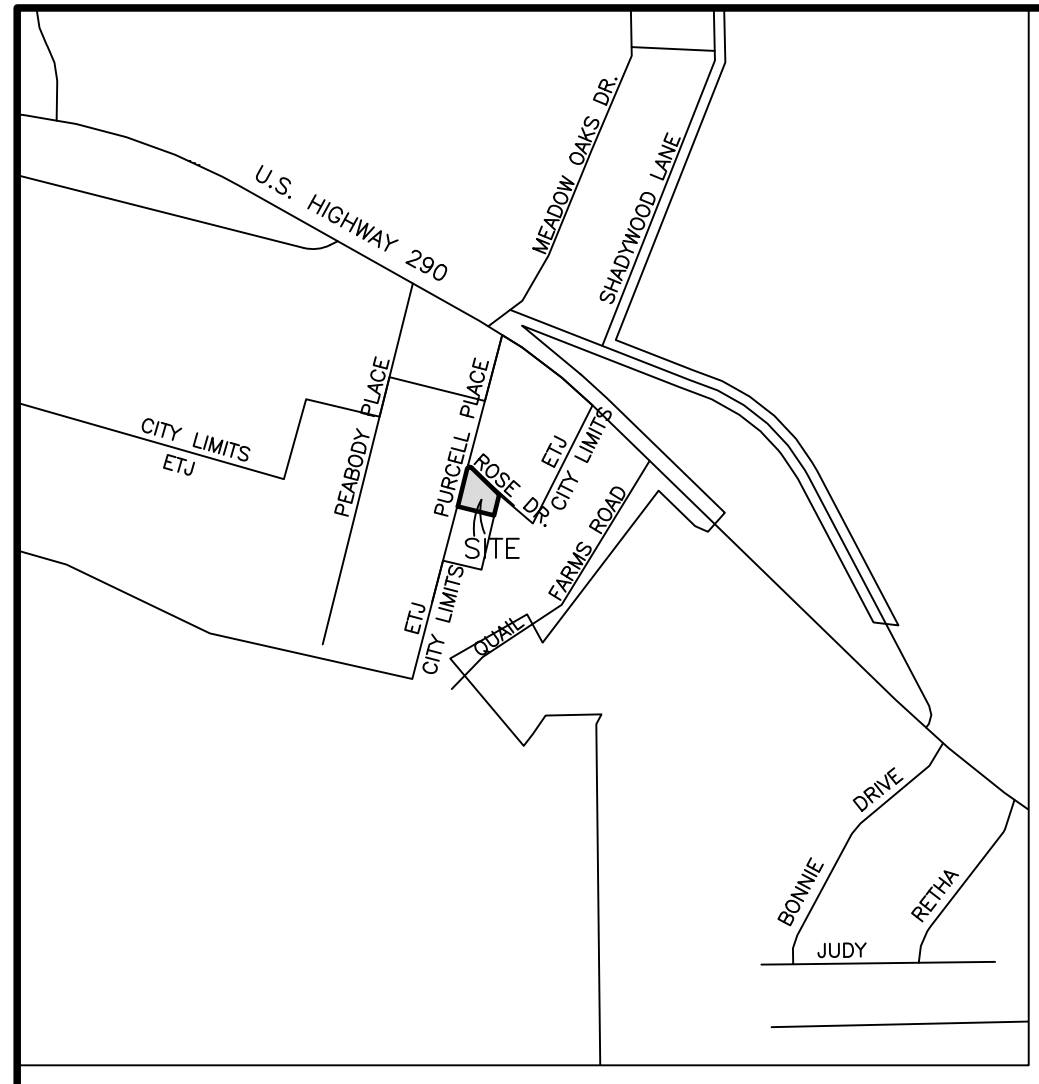 MEADOW OAKS DR.
SHADYWOOD LANE
U.S. HIGHWAY 290
PEABODY PLACE
PURCELL PLACE
CITY LIMITS
ETJ
ETJ
CITY LIMITS
ROSE DR.
FARMS ROAD
SITE
ETJ
CITY LIMITS
QUAIL
DRIVE
BONNIE
RETHA
JUDY